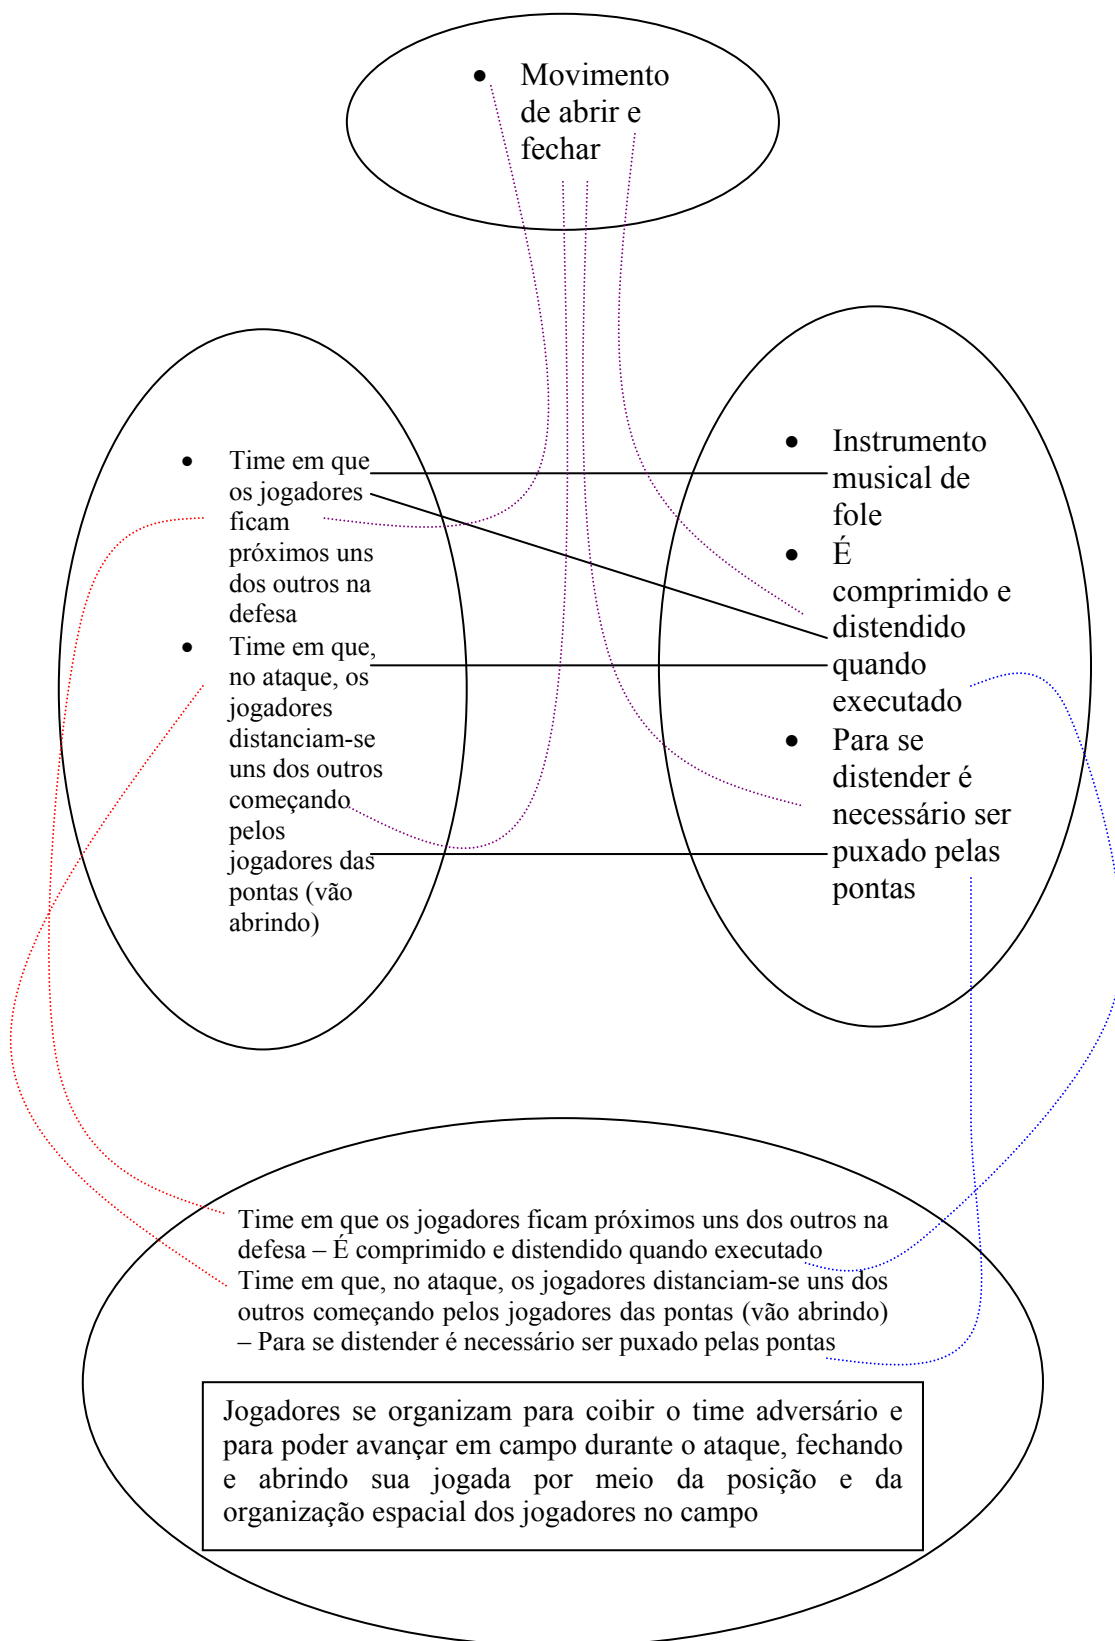 • Movimento
de abrir e
fechar
• Time em que
os jogadores
ficam
próximos uns
dos outros na
defesa
• Time em que,
no ataque, os
jogadores
distanciam-se
uns dos outros
começando
pelos
jogadores das
pontas (vão
abrindo)
• Instrumento
musical de
fole
• É
comprimido e
distendido
quando
executado
• Para se
distender é
necessário ser
puxado pelas
pontas
Time em que os jogadores ficam próximos uns dos outros na
defesa – É comprimido e distendido quando executado
Time em que, no ataque, os jogadores distanciam-se uns dos
outros começando pelos jogadores das pontas (vão abrindo)
– Para se distender é necessário ser puxado pelas pontas
Jogadores se organizam para coibir o time adversário e
para poder avançar em campo durante o ataque, fechando
e abrindo sua jogada por meio da posição e da
organização espacial dos jogadores no campo